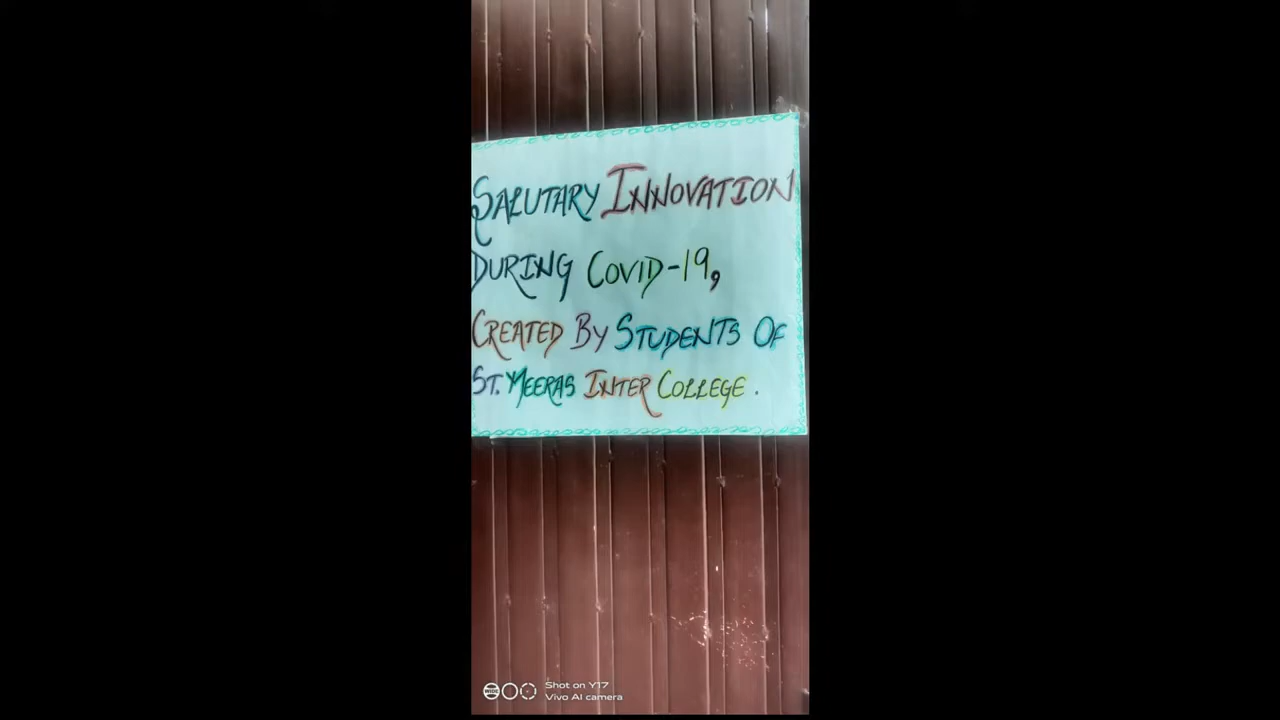 SALUTARY INNOVATION
DURING COVID-19,
CREATED BY STUDENTS OF
ST. MEERAS INTER COLLEGE.
Shot on Y17
Vivo AI camera